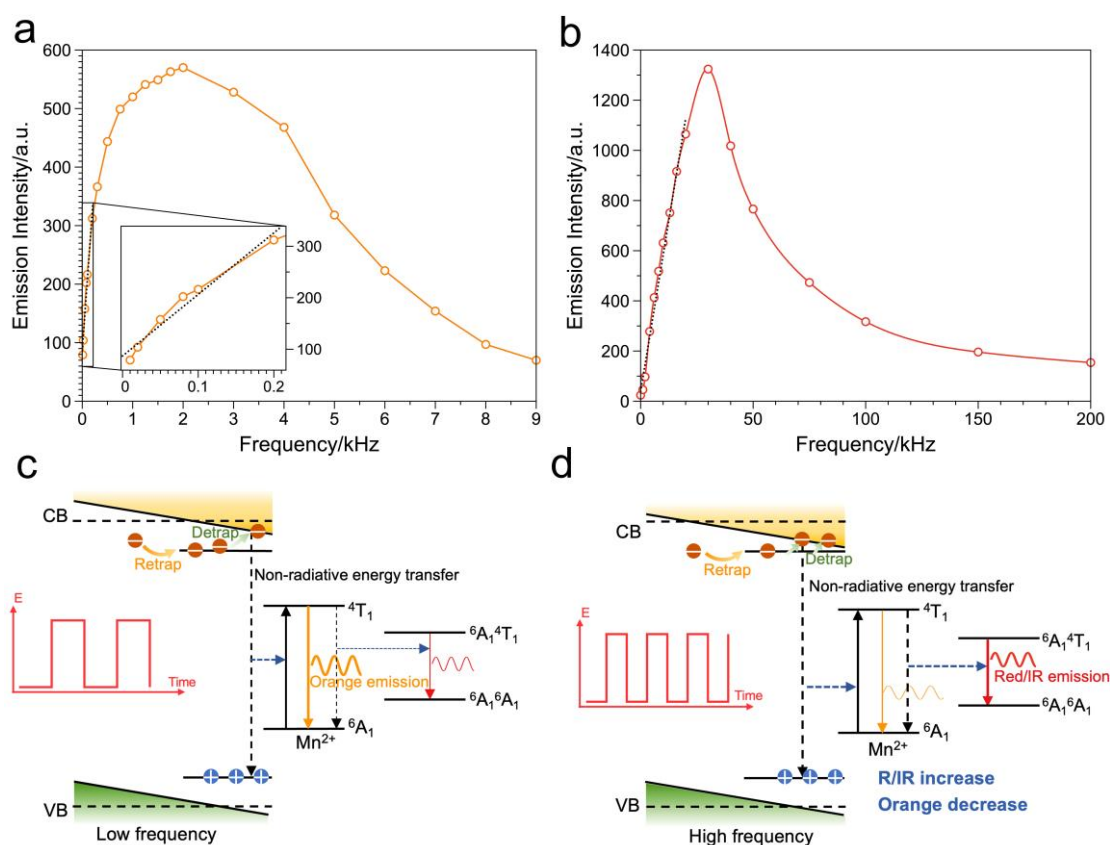 a
600
500
400
300
200
100
0
Emission Intensity/a.u.
300
200
100
0
0.1
0.2
0 1 2 3 4 5 6 7 8 9
Frequency/kHz
b
1400
1200
1000
800
600
400
200
0
Emission Intensity/a.u.
0 50 100 150 200
Frequency/kHz
c
CB
Detrap
Retrap
Non-radiative energy transfer
E
Time
⁴T₁
⁶A₁⁴T₁
Orange emission
⁶A₁⁶A₁
⁶A₁
Mn²⁺
VB
Low frequency
d
CB
Retrap
Detrap
Non-radiative energy transfer
E
Time
⁴T₁
⁶A₁⁴T₁
Red/IR emission
⁶A₁⁶A₁
⁶A₁
Mn²⁺
R/IR increase
Orange decrease
VB
High frequency